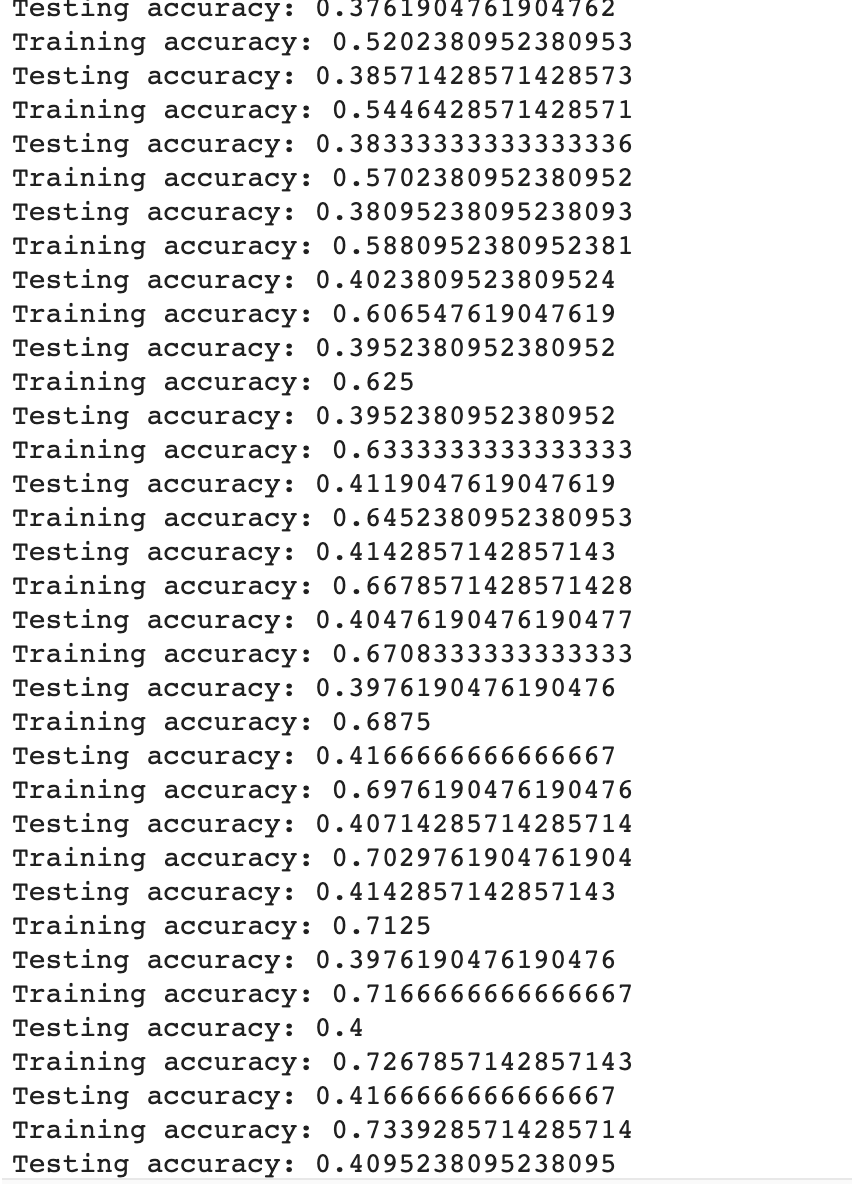 Testing accuracy: 0.3761904761904762
Training accuracy: 0.5202380952380953
Testing accuracy: 0.38571428571428573
Training accuracy: 0.5446428571428571
Testing accuracy: 0.38333333333333336
Training accuracy: 0.5702380952380952
Testing accuracy: 0.38095238095238093
Training accuracy: 0.5880952380952381
Testing accuracy: 0.4023809523809524
Training accuracy: 0.606547619047619
Testing accuracy: 0.3952380952380952
Training accuracy: 0.625
Testing accuracy: 0.3952380952380952
Training accuracy: 0.6333333333333333
Testing accuracy: 0.4119047619047619
Training accuracy: 0.6452380952380953
Testing accuracy: 0.4142857142857143
Training accuracy: 0.6678571428571428
Testing accuracy: 0.40476190476190477
Training accuracy: 0.6708333333333333
Testing accuracy: 0.3976190476190476
Training accuracy: 0.6875
Testing accuracy: 0.4166666666666667
Training accuracy: 0.6976190476190476
Testing accuracy: 0.40714285714285714
Training accuracy: 0.7029761904761904
Testing accuracy: 0.4142857142857143
Training accuracy: 0.7125
Testing accuracy: 0.3976190476190476
Training accuracy: 0.7166666666666667
Testing accuracy: 0.4
Training accuracy: 0.7267857142857143
Testing accuracy: 0.4166666666666667
Training accuracy: 0.7339285714285714
Testing accuracy: 0.4095238095238095